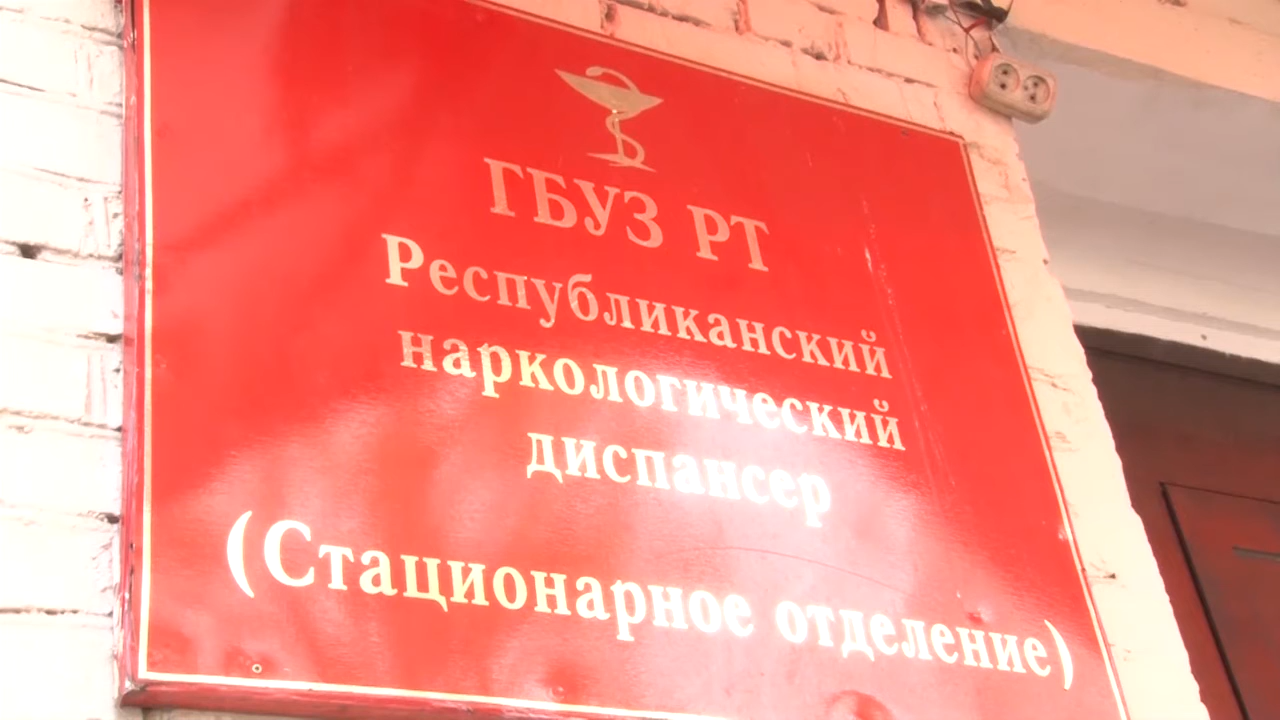 ГБУЗ РТ
Республиканский
наркологический
диспансер
(Стационарное отделение)